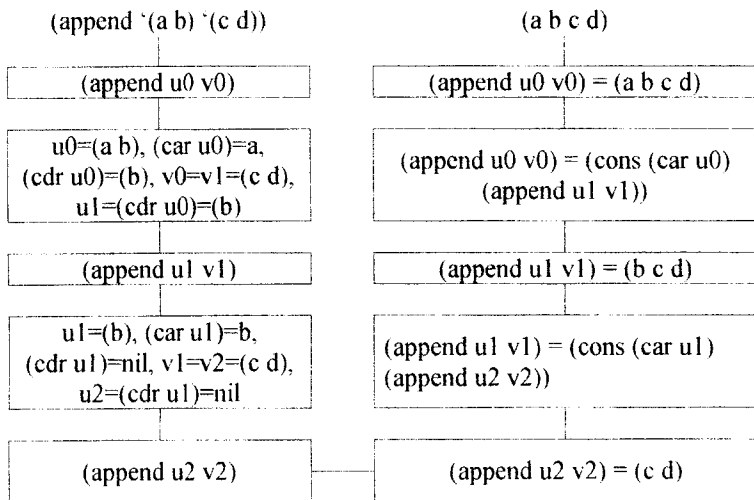 (append `(a b) `(c d))
(append u0 v0)
u0=(a b), (car u0)=a,
(cdr u0)=(b), v0=v1=(c d),
u1=(cdr u0)=(b)
(append u1 v1)
u1=(b), (car u1)=b,
(cdr u1)=nil, v1=v2=(c d),
u2=(cdr u1)=nil
(append u2 v2)
(a b c d)
(append u0 v0) = (a b c d)
(append u0 v0) = (cons (car u0)
(append u1 v1))
(append u1 v1) = (b c d)
(append u1 v1) = (cons (car u1)
(append u2 v2))
(append u2 v2) = (c d)